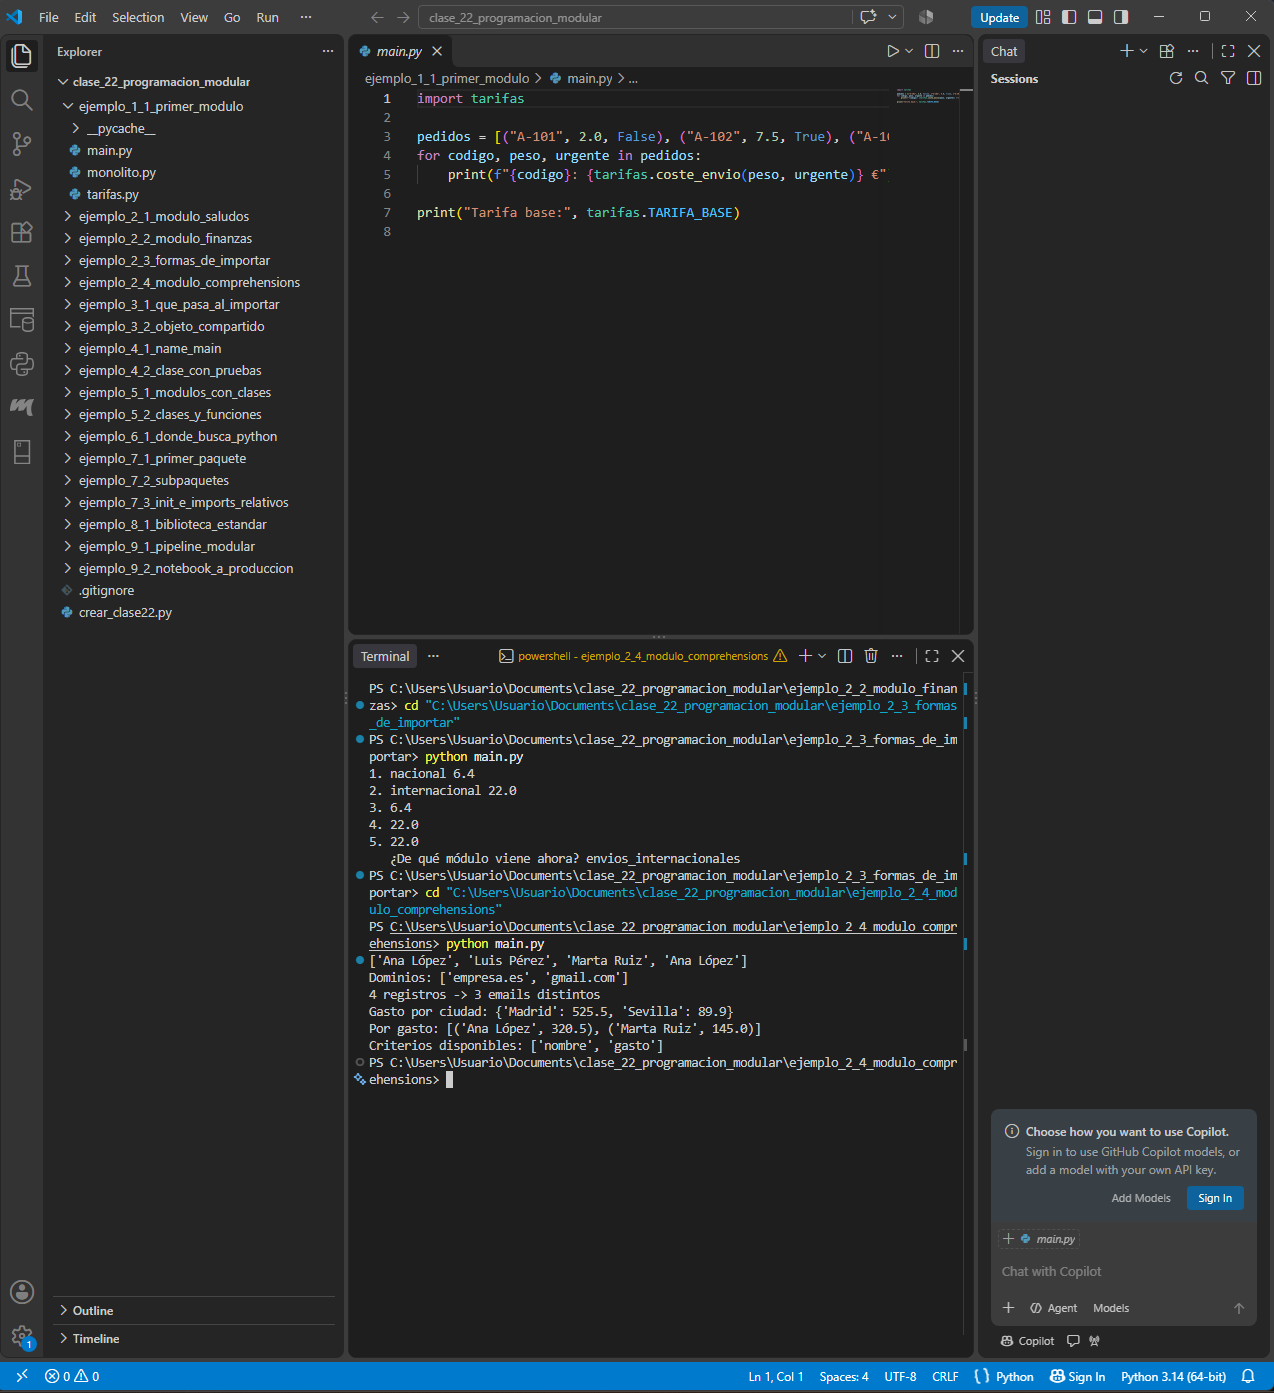 File Edit Selection View Go Run ···
clase_22_programacion_modular
Update
Explorer
clase_22_programacion_modular
ejemplo_1_1_primer_modulo
__pycache__
main.py
monolito.py
tarifas.py
ejemplo_2_1_modulo_saludos
ejemplo_2_2_modulo_finanzas
ejemplo_2_3_formas_de_importar
ejemplo_2_4_modulo_comprehensions
ejemplo_3_1_que_pasa_al_importar
ejemplo_3_2_objeto_compartido
ejemplo_4_1_name_main
ejemplo_4_2_clase_con_pruebas
ejemplo_5_1_modulos_con_clases
ejemplo_5_2_clases_y_funciones
ejemplo_6_1_donde_busca_python
ejemplo_7_1_primer_paquete
ejemplo_7_2_subpaquetes
ejemplo_7_3_init_e_imports_relativos
ejemplo_8_1_biblioteca_estandar
ejemplo_9_1_pipeline_modular
ejemplo_9_2_notebook_a_produccion
.gitignore
crear_clase22.py
Outline
Timeline
main.py
ejemplo_1_1_primer_modulo > main.py > ...
1 import tarifas
2
3 pedidos = [("A-101", 2.0, False), ("A-102", 7.5, True), ("A-10
4 for codigo, peso, urgente in pedidos:
5 print(f"{codigo}: {tarifas.coste_envio(peso, urgente)} €"
6
7 print("Tarifa base:", tarifas.TARIFA_BASE)
8
Terminal ··· powershell - ejemplo_2_4_modulo_comprehensions
PS C:\Users\Usuario\Documents\clase_22_programacion_modular\ejemplo_2_2_modulo_finan
zas> cd "C:\Users\Usuario\Documents\clase_22_programacion_modular\ejemplo_2_3_formas
_de_importar"
PS C:\Users\Usuario\Documents\clase_22_programacion_modular\ejemplo_2_3_formas_de_im
portar> python main.py
1. nacional 6.4
2. internacional 22.0
3. 6.4
4. 22.0
5. 22.0
¿De qué módulo viene ahora? envios_internacionales
PS C:\Users\Usuario\Documents\clase_22_programacion_modular\ejemplo_2_3_formas_de_im
portar> cd "C:\Users\Usuario\Documents\clase_22_programacion_modular\ejemplo_2_4_mod
ulo_comprehensions"
PS C:\Users\Usuario\Documents\clase_22_programacion_modular\ejemplo_2_4_modulo_compr
ehensions> python main.py
['Ana López', 'Luis Pérez', 'Marta Ruiz', 'Ana López']
Dominios: ['empresa.es', 'gmail.com']
4 registros -> 3 emails distintos
Gasto por ciudad: {'Madrid': 525.5, 'Sevilla': 89.9}
Por gasto: [('Ana López', 320.5), ('Marta Ruiz', 145.0)]
Criterios disponibles: ['nombre', 'gasto']
PS C:\Users\Usuario\Documents\clase_22_programacion_modular\ejemplo_2_4_modulo_compr
ehensions>
Chat
Sessions
Choose how you want to use Copilot.
Sign in to use GitHub Copilot models, or
add a model with your own API key.
Add Models Sign In
main.py
Chat with Copilot
Agent Models
Copilot
1
0 0 Ln 1, Col 1 Spaces: 4 UTF-8 CRLF { } Python Sign In Python 3.14 (64-bit)